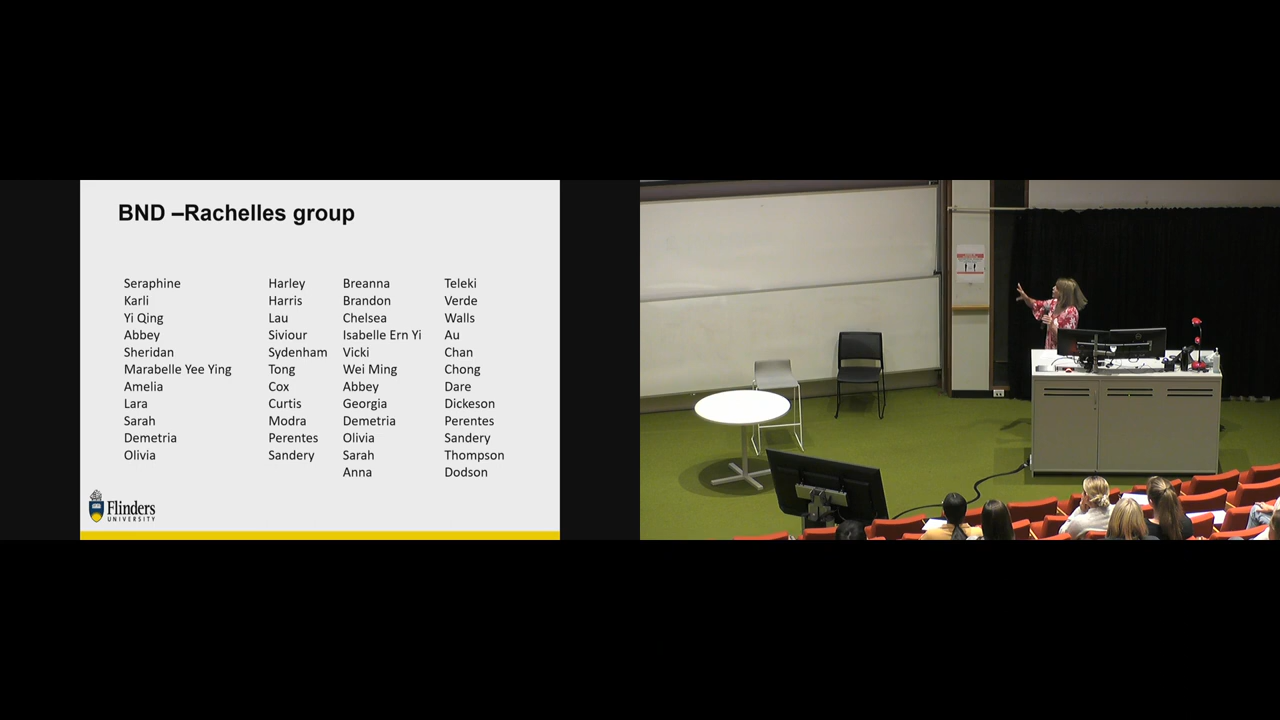 BND –Rachelles group
Seraphine Harley Breanna Teleki
Karli Harris Brandon Verde
Yi Qing Lau Chelsea Walls
Abbey Siviour Isabelle Ern Yi Au
Sheridan Sydenham Vicki Chan
Marabelle Yee Ying Tong Wei Ming Chong
Amelia Cox Abbey Dare
Lara Curtis Georgia Dickeson
Sarah Modra Demetria Perentes
Demetria Perentes Olivia Sandery
Olivia Sandery Sarah Thompson
Anna Dodson
Flinders
UNIVERSITY